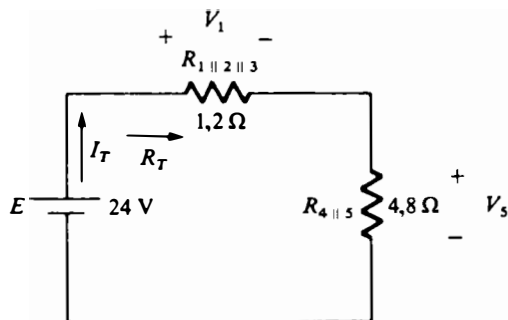 + V₁ −
R₁ || ₂ || ₃
1,2 Ω
I_T
R_T
E 24 V
R₄ || ₅ 4,8 Ω
+
V₅
−